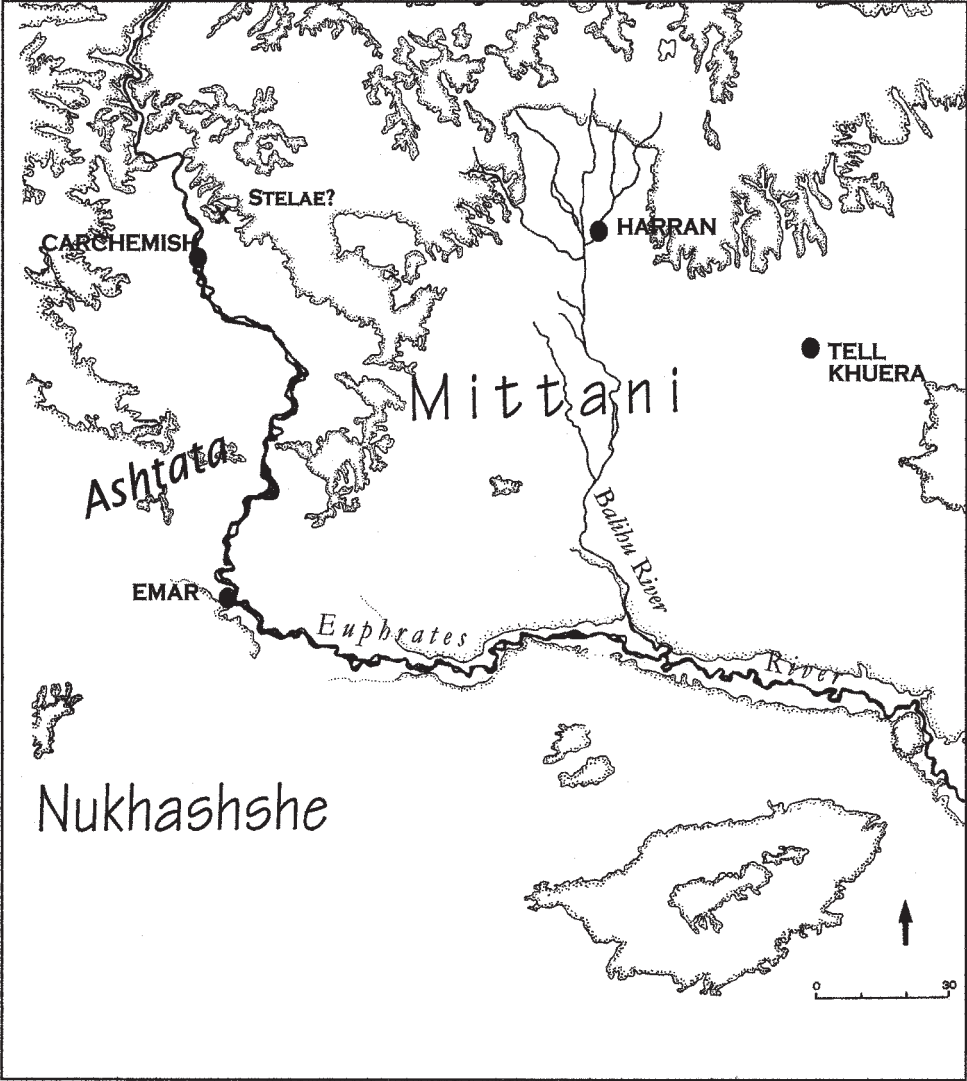 STELAE?
HARRAN
CARCHEMISH
TELL
KHUERA
Mittani
Ashtata
Balihu River
EMAR
Euphrates
River
Nukhashshe
0 30